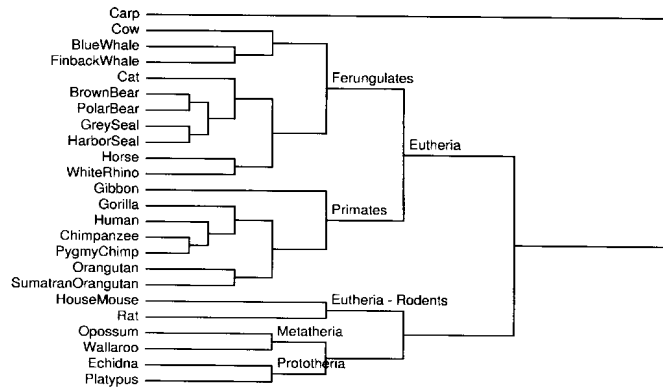 Carp
Cow
BlueWhale
FinbackWhale
Cat
Ferungulates
BrownBear
PolarBear
GreySeal
HarborSeal
Eutheria
Horse
WhiteRhino
Gibbon
Gorilla
Primates
Human
Chimpanzee
PygmyChimp
Orangutan
SumatranOrangutan
HouseMouse
Eutheria - Rodents
Rat
Opossum
Metatheria
Wallaroo
Echidna
Prototheria
Platypus